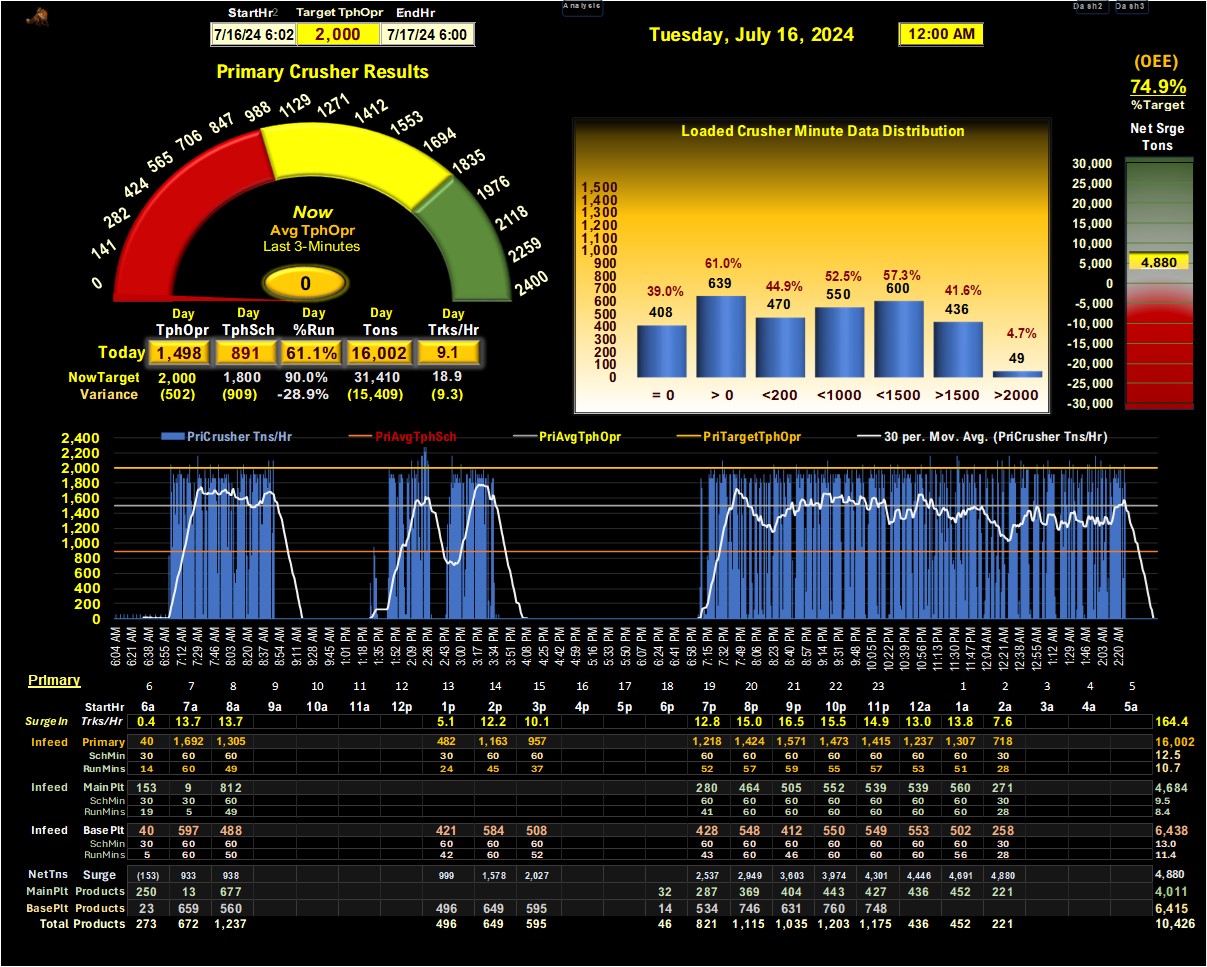 StartHr2 Target TphOpr EndHr
7/16/24 6:02 2,000 7/17/24 6:00
Analysis
Dash2 Dash3
Tuesday, July 16, 2024 12:00 AM
Primary Crusher Results
0 141 282 424 565 706 847 988 1129 1271 1412 1553 1694 1835 1976 2118 2259 2400
Now
Avg TphOpr
Last 3-Minutes
0
Day Day Day Day Day
TphOpr TphSch %Run Tons Trks/Hr
Today 1,498 891 61.1% 16,002 9.1
NowTarget 2,000 1,800 90.0% 31,410 18.9
Variance (502) (909) -28.9% (15,409) (9.3)
Loaded Crusher Minute Data Distribution
1,500
1,400
1,300
1,200
1,100
1,000
900
800
700
600
500
400
300
200
100
0
39.0% 61.0% 44.9% 52.5% 57.3% 41.6% 4.7%
408 639 470 550 600 436 49
= 0 > 0 <200 <1000 <1500 >1500 >2000
(OEE)
74.9%
%Target
Net Srge
Tons
30,000
25,000
20,000
15,000
10,000
5,000
0
-5,000
-10,000
-15,000
-20,000
-25,000
-30,000
4,880
PriCrusher Tns/Hr PriAvgTphSch PriAvgTphOpr PriTargetTphOpr 30 per. Mov. Avg. (PriCrusher Tns/Hr)
2,400
2,200
2,000
1,800
1,600
1,400
1,200
1,000
800
600
400
200
0
6:04 AM 6:21 AM 6:38 AM 6:55 AM 7:12 AM 7:29 AM 7:46 AM 8:03 AM 8:20 AM 8:37 AM 8:54 AM 9:11 AM 9:28 AM 9:45 AM 1:01 PM 1:18 PM 1:35 PM 1:52 PM 2:09 PM 2:26 PM 2:43 PM 3:00 PM 3:17 PM 3:34 PM 3:51 PM 4:08 PM 4:25 PM 4:42 PM 4:59 PM 5:16 PM 5:33 PM 5:50 PM 6:07 PM 6:24 PM 6:41 PM 6:58 PM 7:15 PM 7:32 PM 7:49 PM 8:06 PM 8:23 PM 8:40 PM 8:57 PM 9:14 PM 9:31 PM 9:48 PM 10:05 PM 10:22 PM 10:39 PM 10:56 PM 11:13 PM 11:30 PM 11:47 PM 12:04 AM 12:21 AM 12:38 AM 12:55 AM 1:12 AM 1:29 AM 1:46 AM 2:03 AM 2:20 AM
Primary 6 7 8 9 10 11 12 13 14 15 16 17 18 19 20 21 22 23 1 2 3 4 5
StartHr 6a 7a 8a 9a 10a 11a 12p 1p 2p 3p 4p 5p 6p 7p 8p 9p 10p 11p 12a 1a 2a 3a 4a 5a
SurgeIn Trks/Hr 0.4 13.7 13.7 5.1 12.2 10.1 12.8 15.0 16.5 15.5 14.9 13.0 13.8 7.6 164.4
Infeed Primary 40 1,692 1,305 482 1,163 957 1,218 1,424 1,571 1,473 1,415 1,237 1,307 718 16,002
SchMin 30 60 60 30 60 60 60 60 60 60 60 60 60 30 12.5
RunMins 14 60 49 24 45 37 52 57 59 55 57 53 51 28 10.7
Infeed MainPlt 153 9 812 280 464 505 552 539 539 560 271 4,684
SchMin 30 30 60 60 60 60 60 60 60 60 30 9.5
RunMins 19 5 49 41 60 60 60 60 60 60 28 8.4
Infeed BasePlt 40 597 488 421 584 508 428 548 412 550 549 553 502 258 6,438
SchMin 30 60 60 60 60 60 60 60 60 60 60 60 60 30 13.0
RunMins 5 60 50 42 60 52 43 60 46 60 60 60 56 28 11.4
NetTns Surge (153) 933 938 999 1,578 2,027 2,537 2,949 3,603 3,974 4,301 4,446 4,691 4,880 4,880
MainPlt Products 250 13 677 32 287 369 404 443 427 436 452 221 4,011
BasePlt Products 23 659 560 496 649 595 14 534 746 631 760 748 6,415
Total Products 273 672 1,237 496 649 595 46 821 1,115 1,035 1,203 1,175 436 452 221 10,426